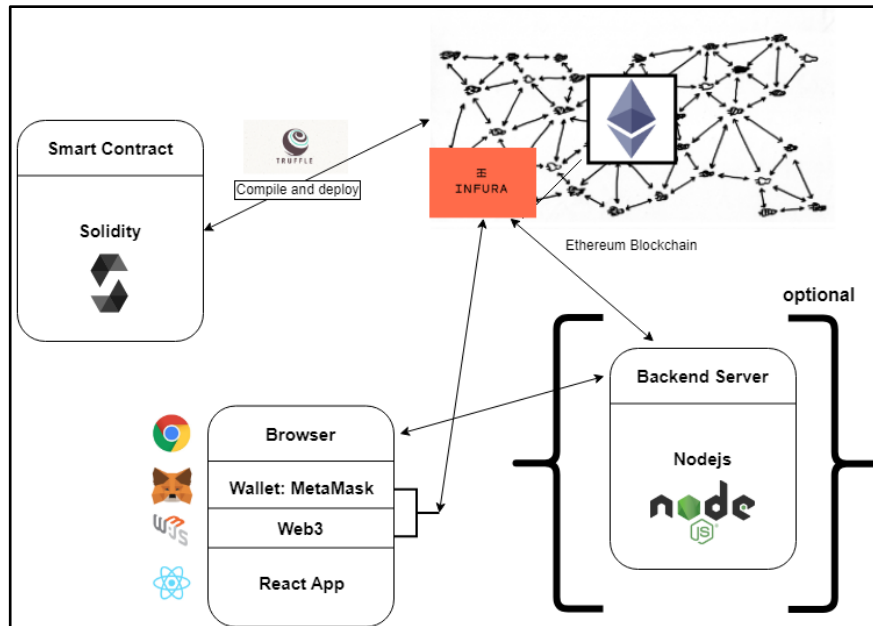 Smart Contract
Solidity
TRUFFLE
Compile and deploy
INFURA
Ethereum Blockchain
optional
Backend Server
Nodejs
node
JS
Browser
Wallet: MetaMask
Web3
React App
W3JS